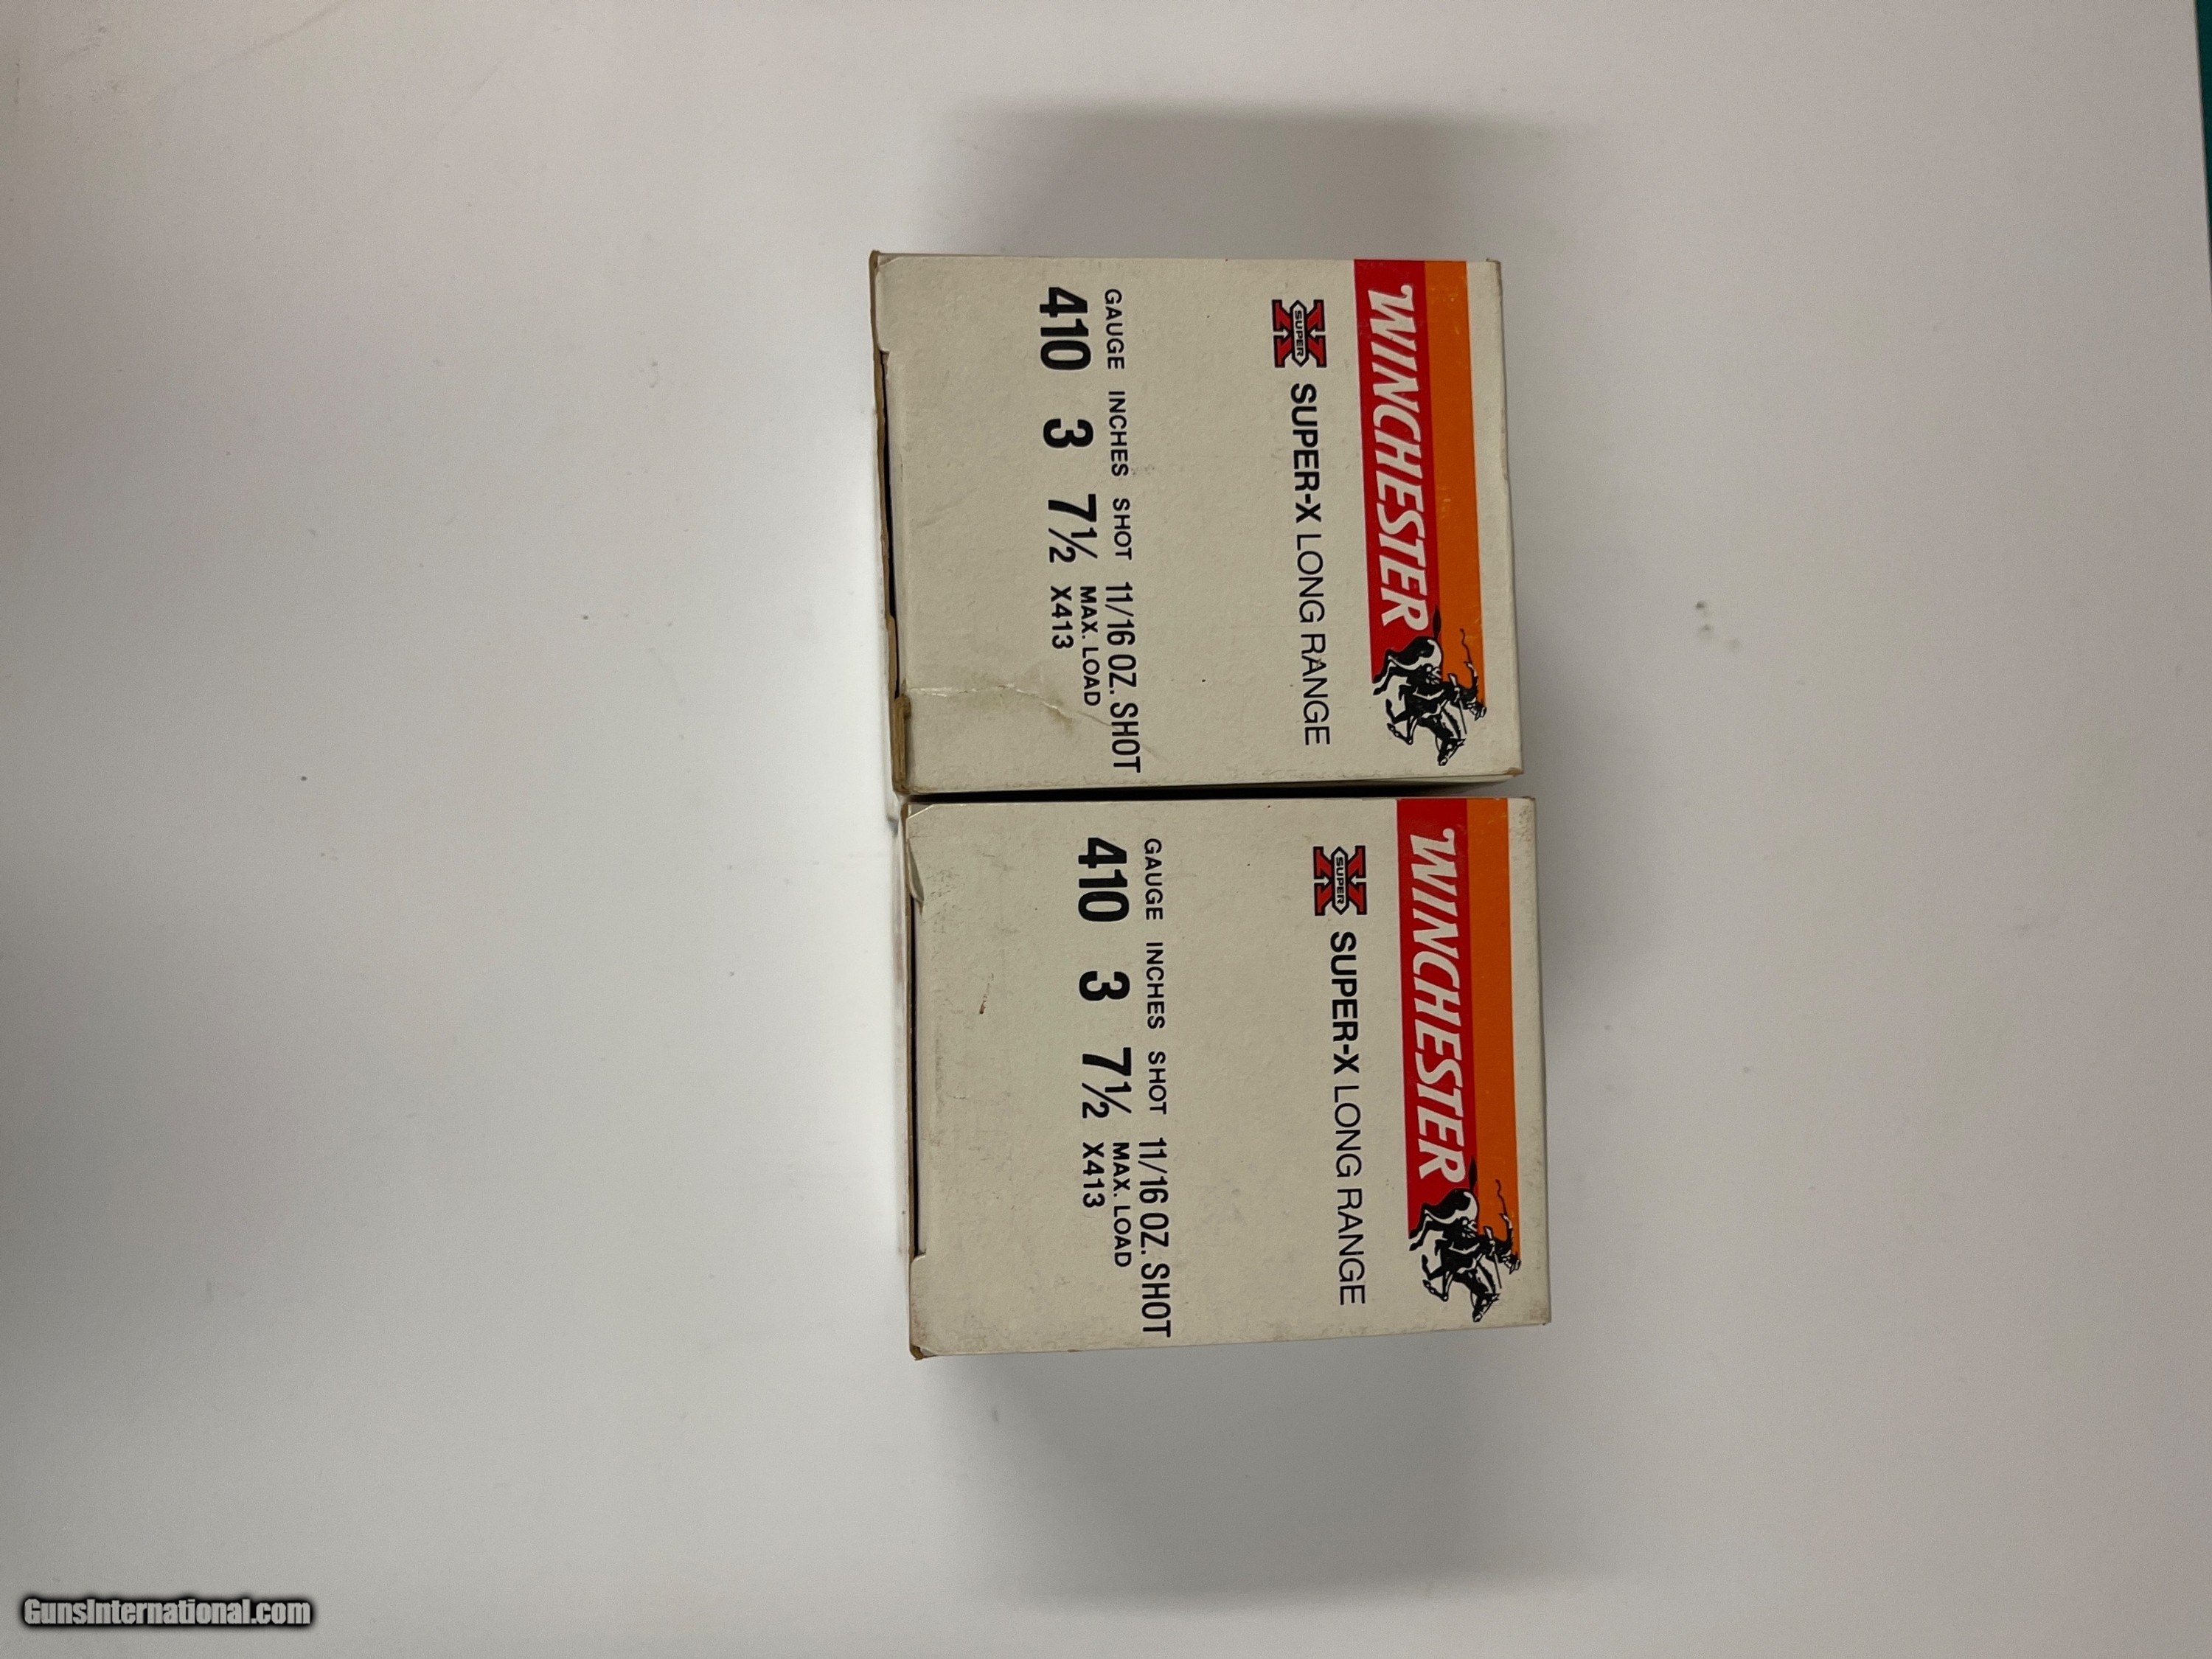 WINCHESTER
SUPER
X
SUPER-X LONG RANGE
GAUGE INCHES SHOT 11/16 OZ. SHOT
410 3 7½ MAX. LOAD
X413
WINCHESTER
SUPER
X
SUPER-X LONG RANGE
GAUGE INCHES SHOT 11/16 OZ. SHOT
410 3 7½ MAX. LOAD
X413
GunsInternational.com